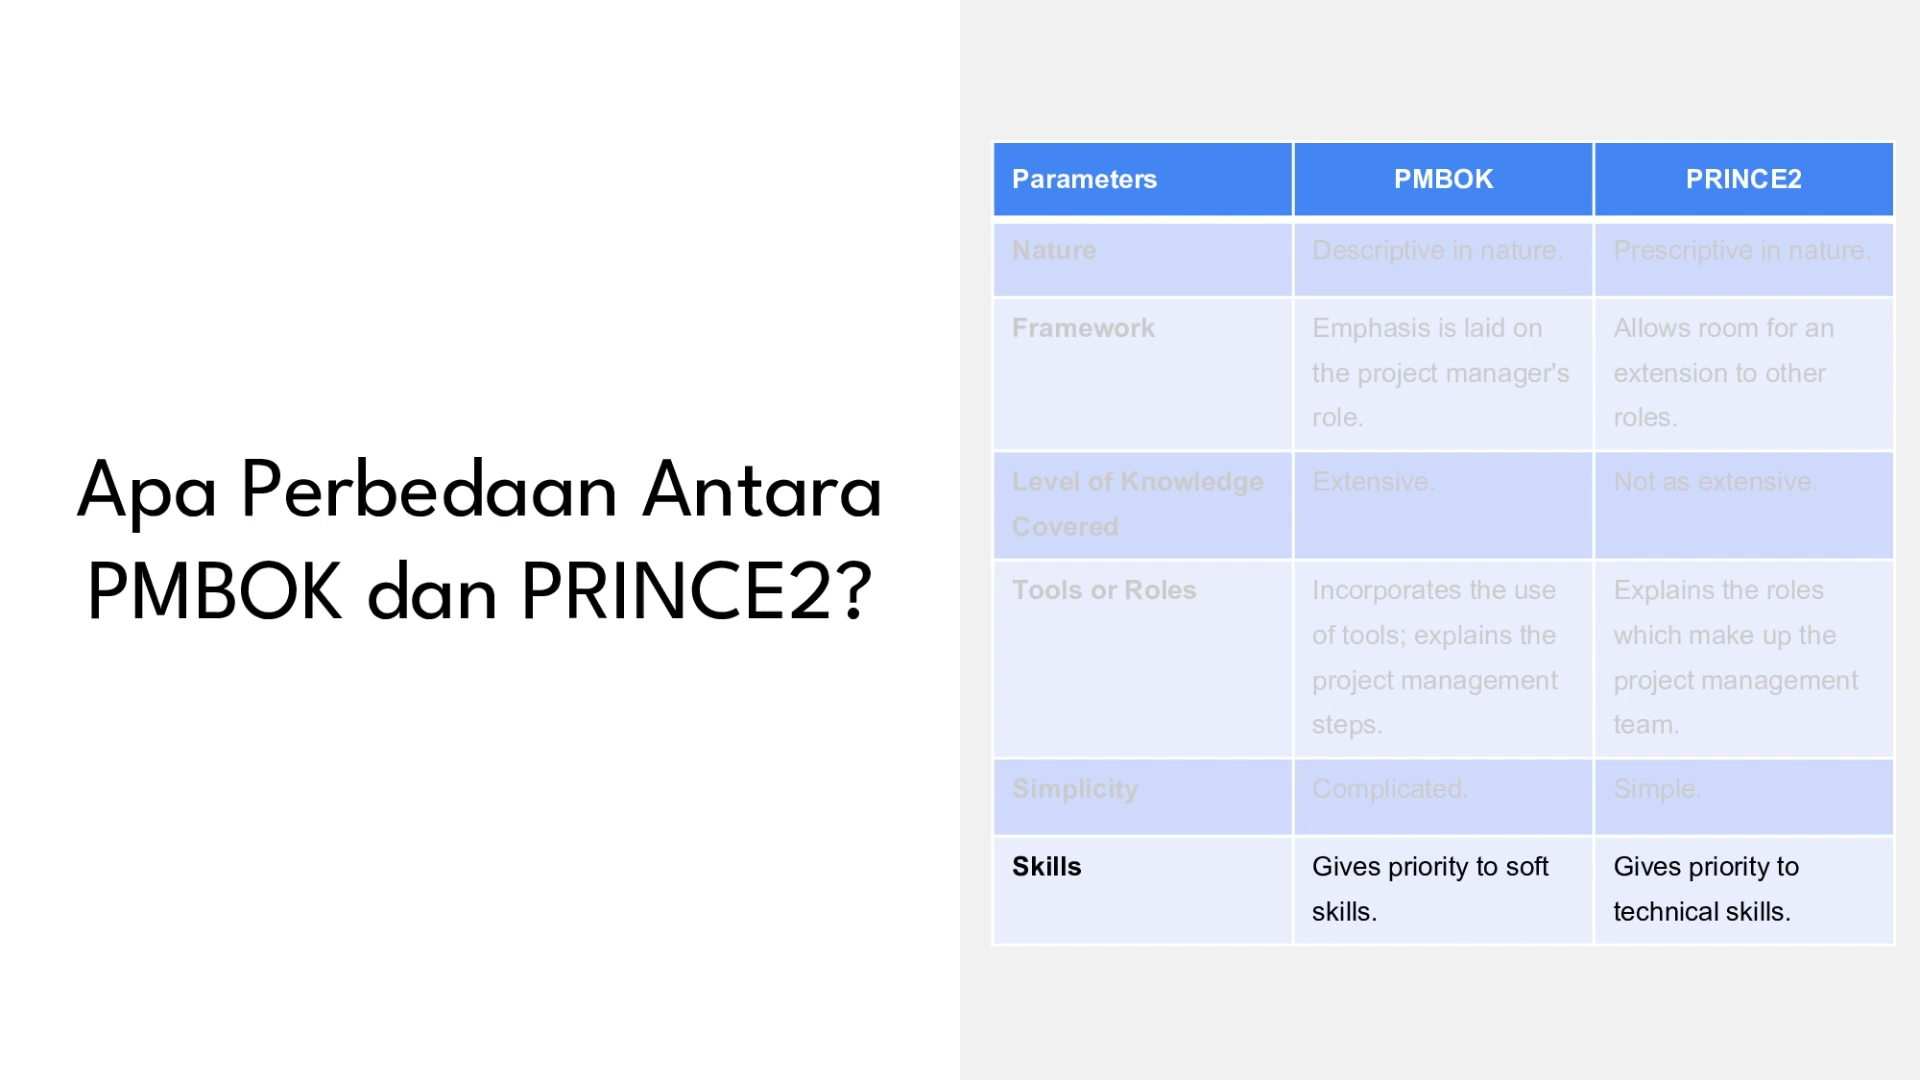 Apa Perbedaan Antara
PMBOK dan PRINCE2?
Parameters PMBOK PRINCE2
Nature Descriptive in nature. Prescriptive in nature.
Framework Emphasis is laid on Allows room for an
the project manager's extension to other
role. roles.
Level of Knowledge Extensive. Not as extensive.
Covered
Tools or Roles Incorporates the use Explains the roles
of tools; explains the which make up the
project management project management
steps. team.
Simplicity Complicated. Simple.
Skills Gives priority to soft Gives priority to
skills. technical skills.